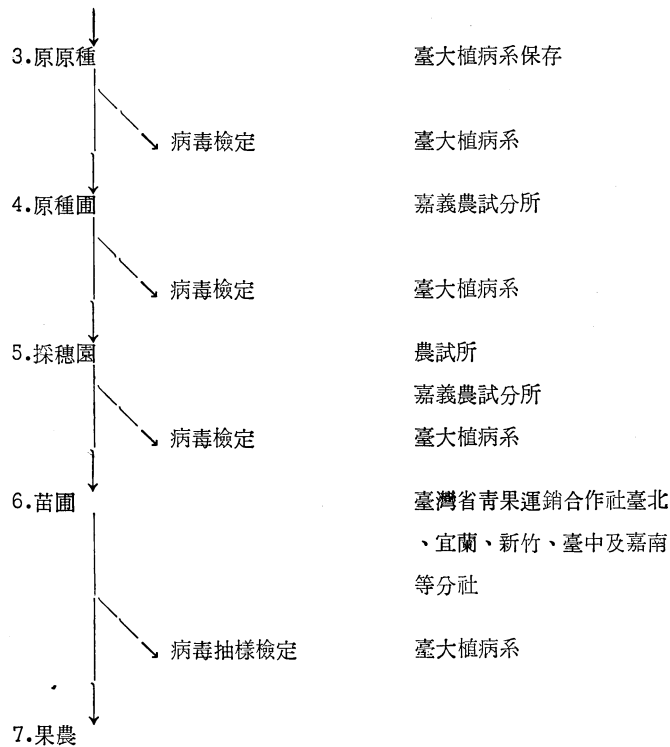 3.原原種 臺大植病系保存
病毒檢定 臺大植病系
4.原種圃 嘉義農試分所
病毒檢定 臺大植病系
5.採穗園 農試所
嘉義農試分所
病毒檢定 臺大植病系
6.苗圃 臺灣省青果運銷合作社臺北
、宜蘭、新竹、臺中及嘉南
等分社
病毒抽樣檢定 臺大植病系
7.果農